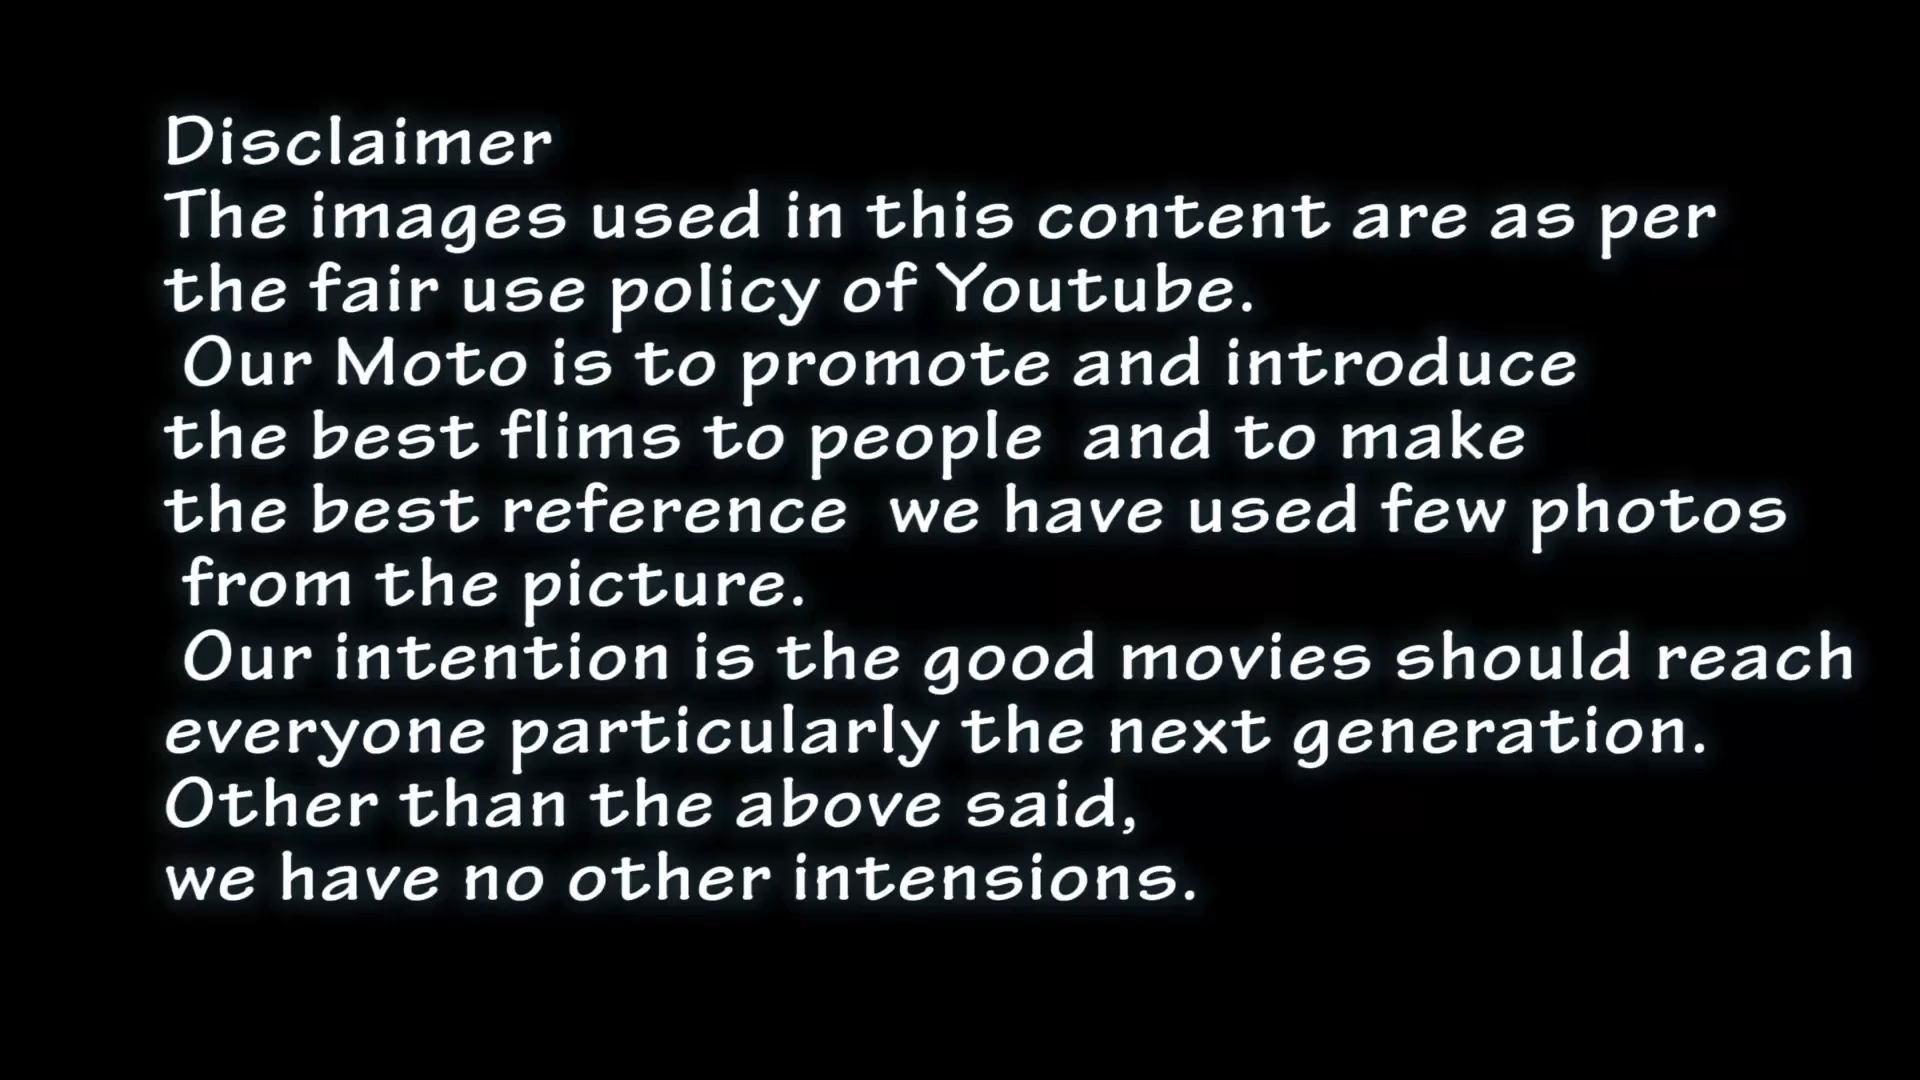 Disclaimer
The images used in this content are as per
the fair use policy of Youtube.
Our Moto is to promote and introduce
the best flims to people and to make
the best reference we have used few photos
from the picture.
Our intention is the good movies should reach
everyone particularly the next generation.
Other than the above said,
we have no other intensions.